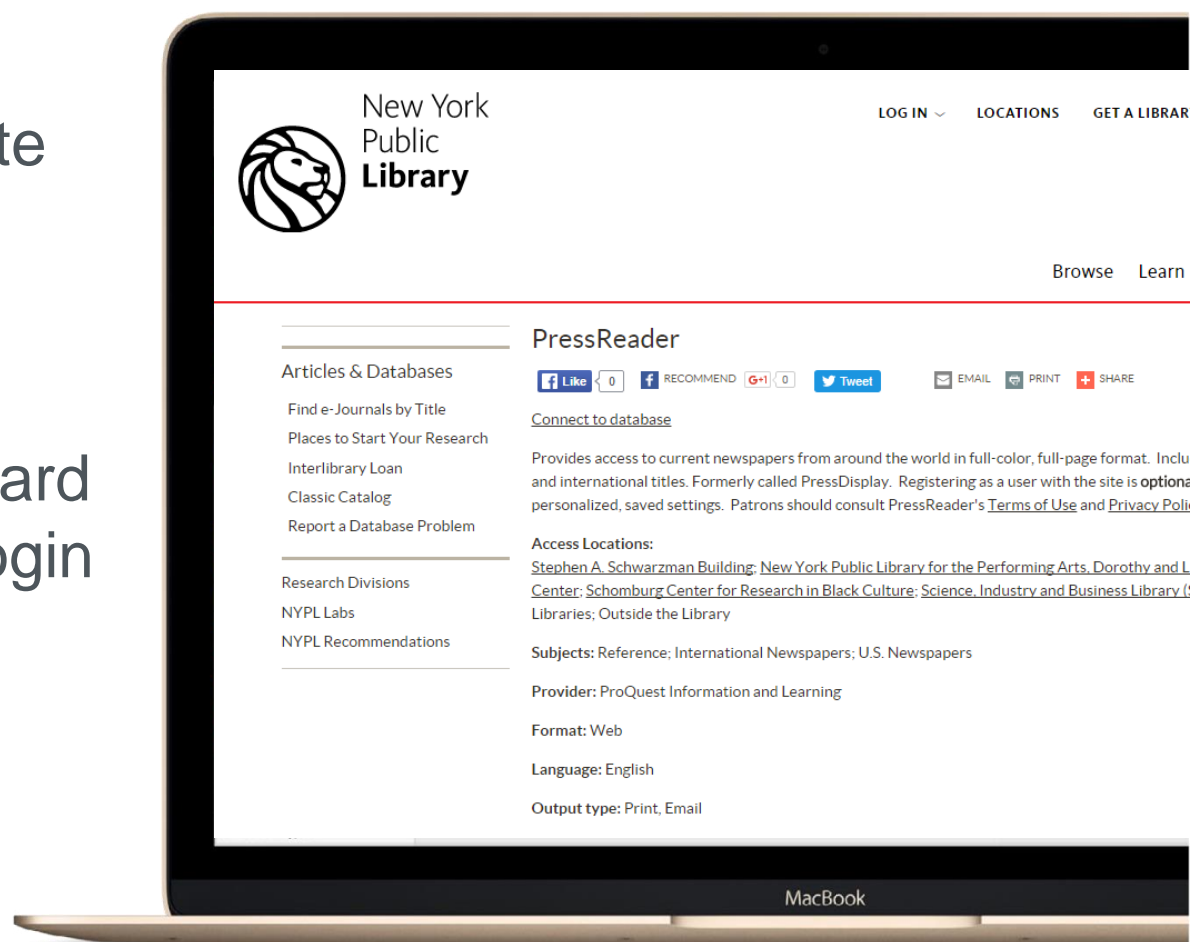 te
ard
ogin
New York
Public
Library
LOG IN
LOCATIONS
GET A LIBRAR
Browse
Learn
Articles & Databases
Find e-Journals by Title
Places to Start Your Research
Interlibrary Loan
Classic Catalog
Report a Database Problem
Research Divisions
NYPL Labs
NYPL Recommendations
PressReader
Like 0 RECOMMEND G+1 0 Tweet EMAIL PRINT SHARE
Connect to database
Provides access to current newspapers from around the world in full-color, full-page format. Inclu
and international titles. Formerly called PressDisplay. Registering as a user with the site is optiona
personalized, saved settings. Patrons should consult PressReader's Terms of Use and Privacy Poli
Access Locations:
Stephen A. Schwarzman Building; New York Public Library for the Performing Arts, Dorothy and L
Center; Schomburg Center for Research in Black Culture; Science, Industry and Business Library (S
Libraries; Outside the Library
Subjects: Reference; International Newspapers; U.S. Newspapers
Provider: ProQuest Information and Learning
Format: Web
Language: English
Output type: Print, Email
MacBook